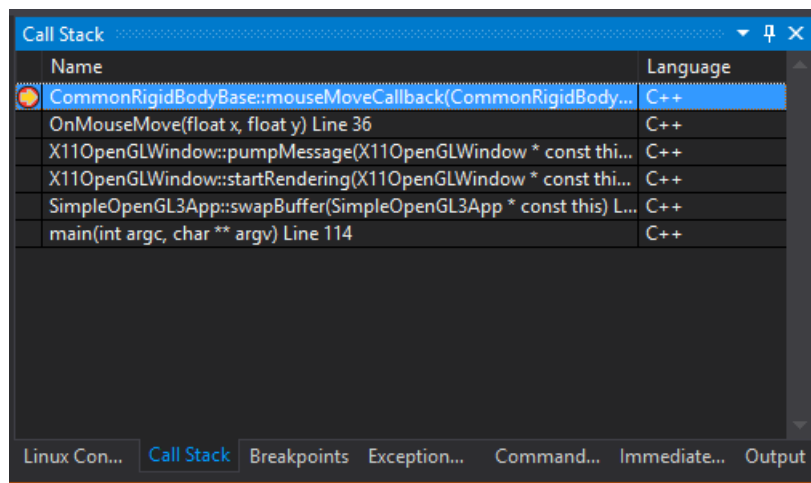 Call Stack
Name Language
CommonRigidBodyBase::mouseMoveCallback(CommonRigidBody... C++
OnMouseMove(float x, float y) Line 36 C++
X11OpenGLWindow::pumpMessage(X11OpenGLWindow * const thi... C++
X11OpenGLWindow::startRendering(X11OpenGLWindow * const thi... C++
SimpleOpenGL3App::swapBuffer(SimpleOpenGL3App * const this) L... C++
main(int argc, char ** argv) Line 114 C++
Linux Con... Call Stack Breakpoints Exception... Command... Immediate... Output